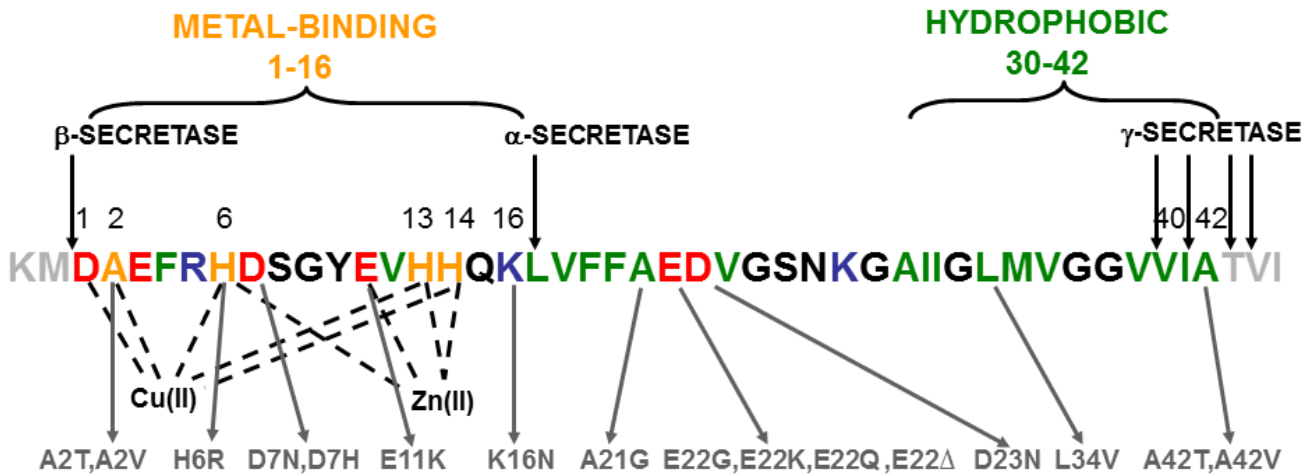 METAL-BINDING
1-16
HYDROPHOBIC
30-42
β-SECRETASE
α-SECRETASE
γ-SECRETASE
1 2 6 13 14 16 40 42
KMDAEFRHDSGYEVHHQKLVFFAEDVGSNKGAIIGLMVGGVVIATVI
Cu(II) Zn(II)
A2T,A2V H6R D7N,D7H E11K K16N A21G E22G,E22K,E22Q ,E22Δ D23N L34V A42T,A42V